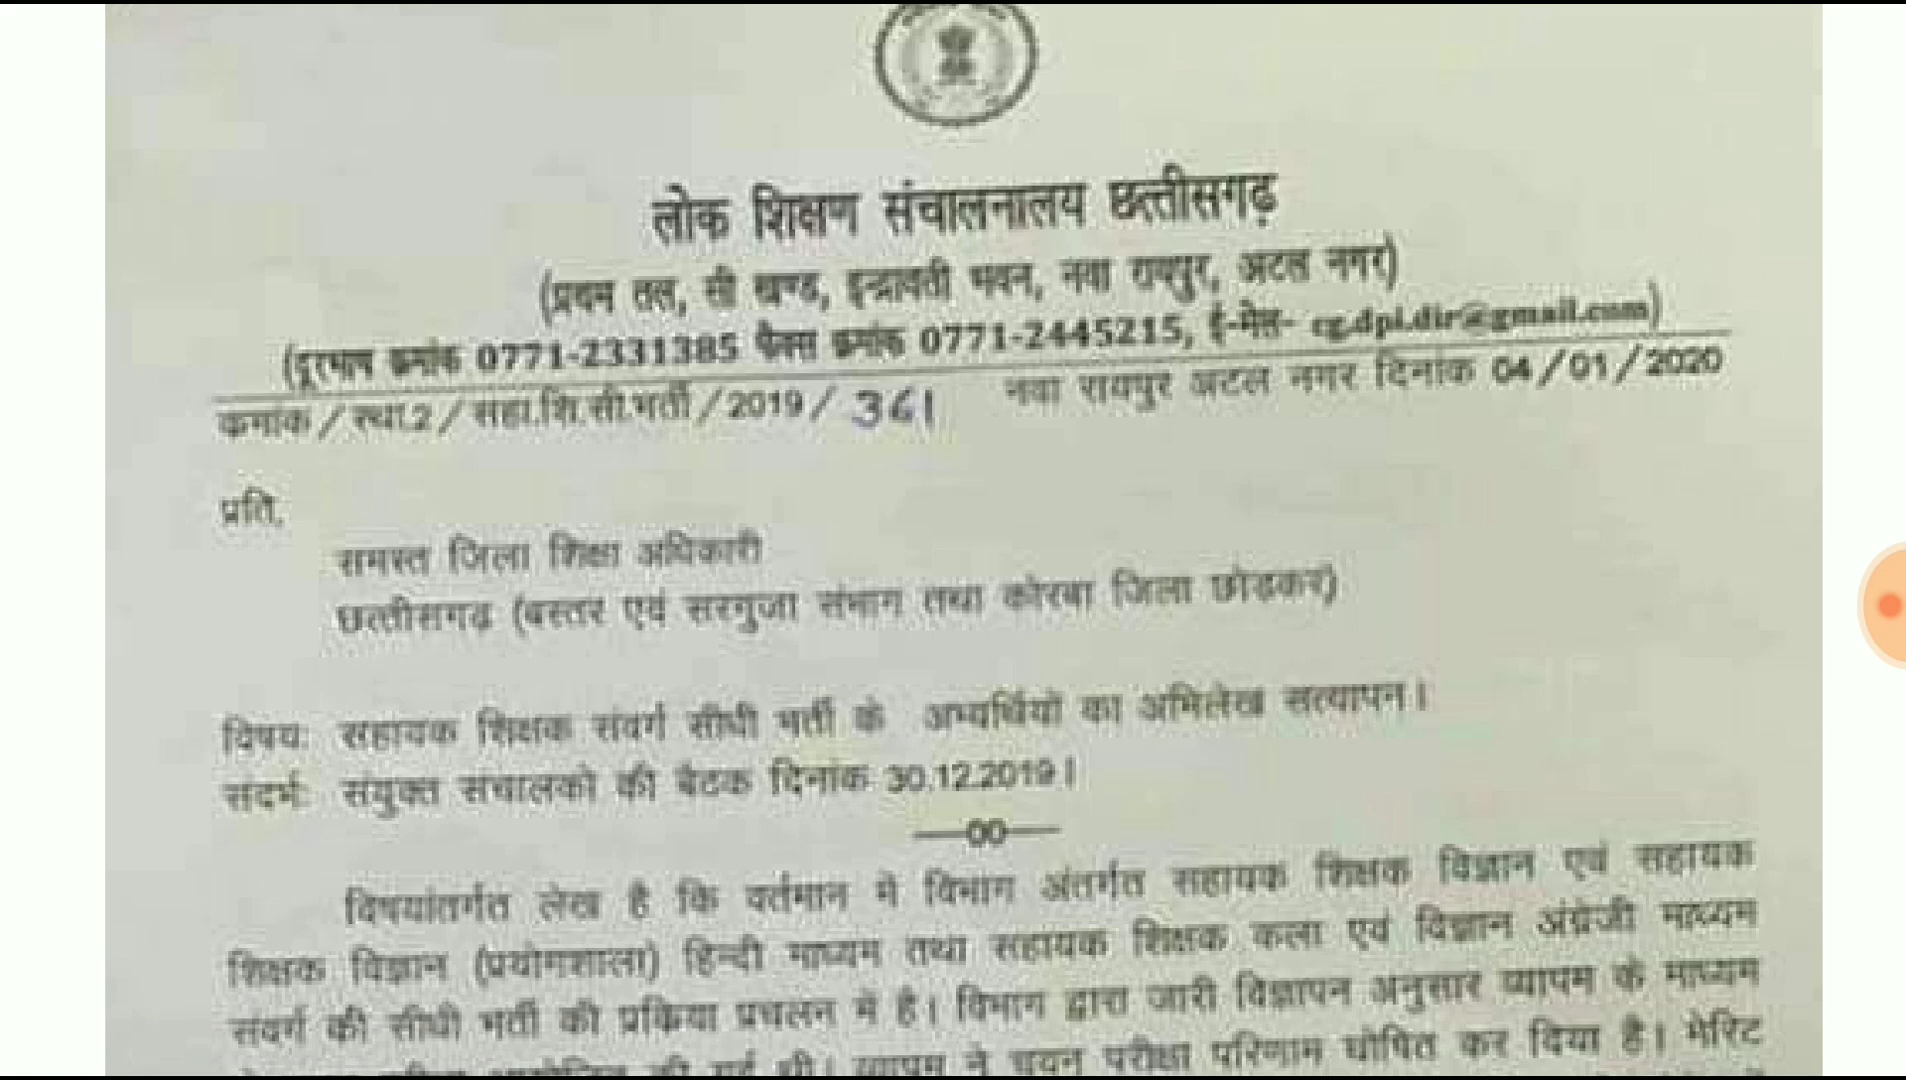 लोक शिक्षण संचालनालय छत्तीसगढ़
(प्रथम तल, सी खण्ड, इन्द्रावती भवन, नवा रायपुर, अटल नगर)
(दूरभाष क्रमांक 0771-2331385 फैक्स क्रमांक 0771-2445215, ई-मेल- cg.dpi.dir@gmail.com)
कमांक/स्था.2/सहा.शि.सी.भर्ती/2019/ 361 नवा रायपुर अटल नगर दिनांक 04/01/2020
प्रति,
समस्त जिला शिक्षा अधिकारी
छत्तीसगढ़ (बस्तर एवं सरगुजा संभाग तथा कोरबा जिला छोडकर)
विषयः सहायक शिक्षक संवर्ग सीधी भर्ती के अभ्यर्थियों का अभिलेख सत्यापन।
संदर्भः संयुक्त संचालको की बैठक दिनांक 30.12.2019।
—00—
विषयांतर्गत लेख है कि वर्तमान में विभाग अंतर्गत सहायक शिक्षक विज्ञान एवं सहायक
शिक्षक विज्ञान (प्रयोगशाला) हिन्दी माध्यम तथा सहायक शिक्षक कला एवं विज्ञान अंग्रेजी माध्यम
संवर्ग की सीधी भर्ती की प्रकिया प्रचलन में है। विभाग द्वारा जारी विज्ञापन अनुसार व्यापम के माध्यम
की गई थी। व्यापम ने चयन परीक्षा परिणाम घोषित कर दिया है। मेरिट